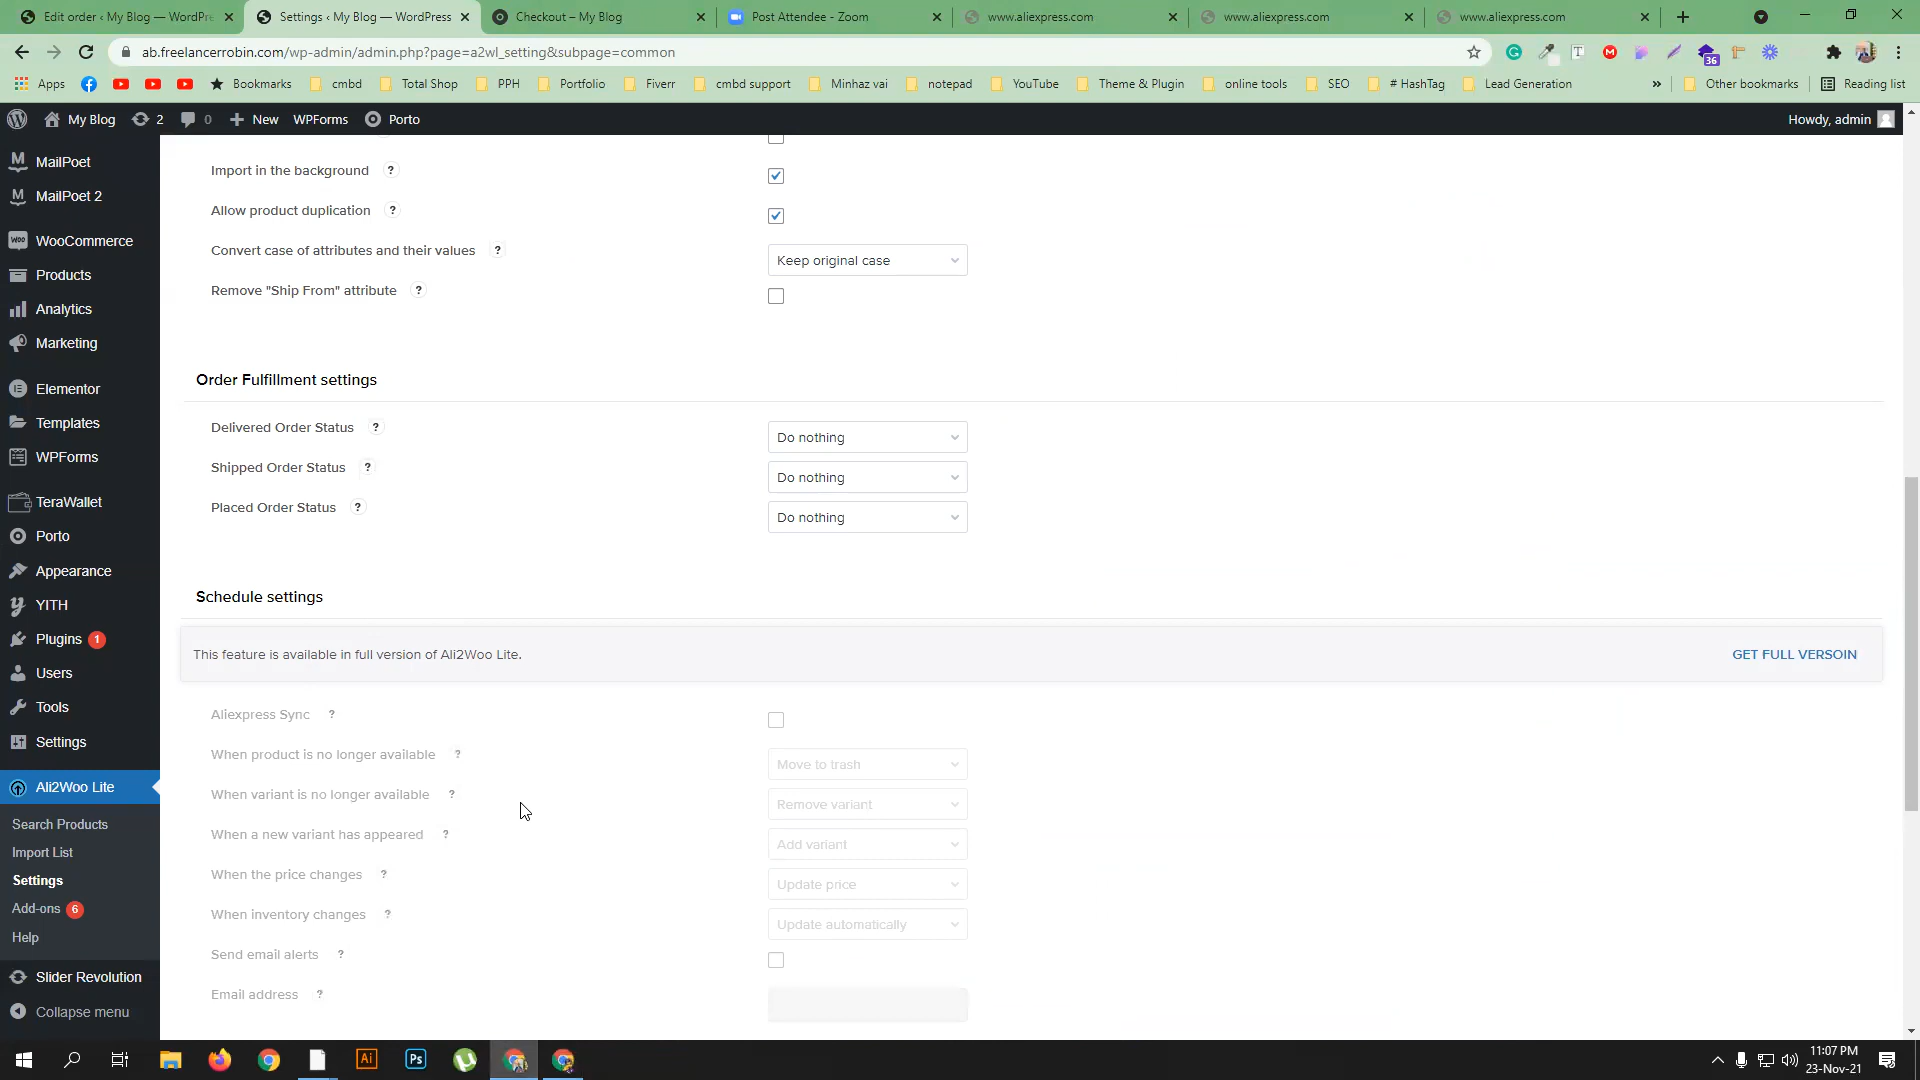 Edit order ‹ My Blog — WordPre
Settings ‹ My Blog — WordPress
Checkout – My Blog
Post Attendee - Zoom
www.aliexpress.com
www.aliexpress.com
www.aliexpress.com
ab.freelancerrobin.com/wp-admin/admin.php?page=a2wl_setting&subpage=common
36
Apps
Bookmarks
cmbd
Total Shop
PPH
Portfolio
Fiverr
cmbd support
Minhaz vai
notepad
YouTube
Theme & Plugin
online tools
SEO
# HashTag
Lead Generation
Other bookmarks
Reading list
My Blog
2
0
New
WPForms
Porto
Howdy, admin
MailPoet
MailPoet 2
WooCommerce
Products
Analytics
Marketing
Elementor
Templates
WPForms
TeraWallet
Porto
Appearance
YITH
Plugins 1
Users
Tools
Settings
Ali2Woo Lite
Search Products
Import List
Settings
Add-ons 6
Help
Slider Revolution
Collapse menu
Import in the background ?
Allow product duplication ?
Convert case of attributes and their values ? Keep original case
Remove "Ship From" attribute ?
Order Fulfillment settings
Delivered Order Status ? Do nothing
Shipped Order Status ? Do nothing
Placed Order Status ? Do nothing
Schedule settings
This feature is available in full version of Ali2Woo Lite. GET FULL VERSOIN
Aliexpress Sync ?
When product is no longer available ? Move to trash
When variant is no longer available ? Remove variant
When a new variant has appeared ? Add variant
When the price changes ? Update price
When inventory changes ? Update automatically
Send email alerts ?
Email address ?
Ai
Ps
11:07 PM
23-Nov-21